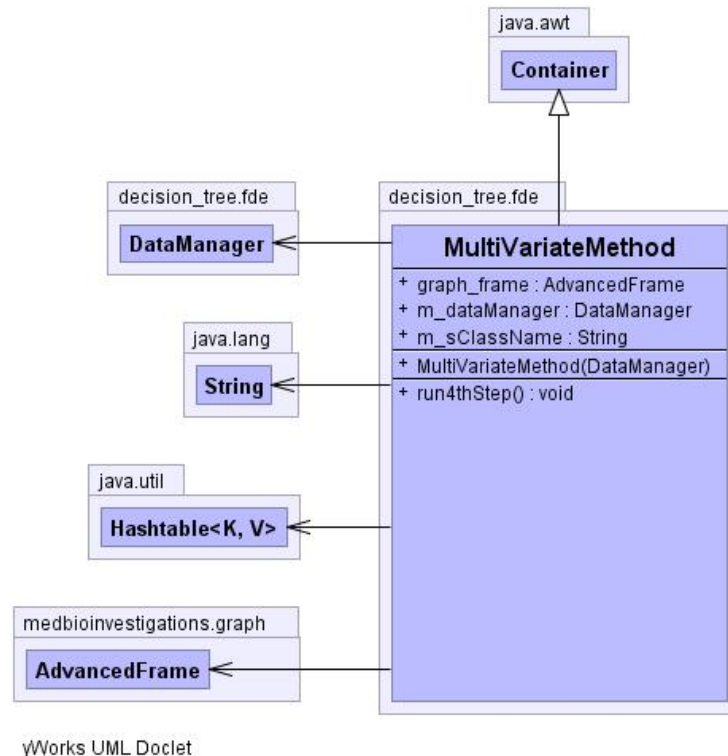 java.awt
Container
decision_tree.fde
DataManager
java.lang
String
java.util
Hashtable<K, V>
medbioinvestigations.graph
AdvancedFrame
decision_tree.fde
MultiVariateMethod
+ graph_frame : AdvancedFrame
+ m_dataManager : DataManager
+ m_sClassName : String
+ MultiVariateMethod(DataManager)
+ run4thStep() : void
yWorks UML Doclet